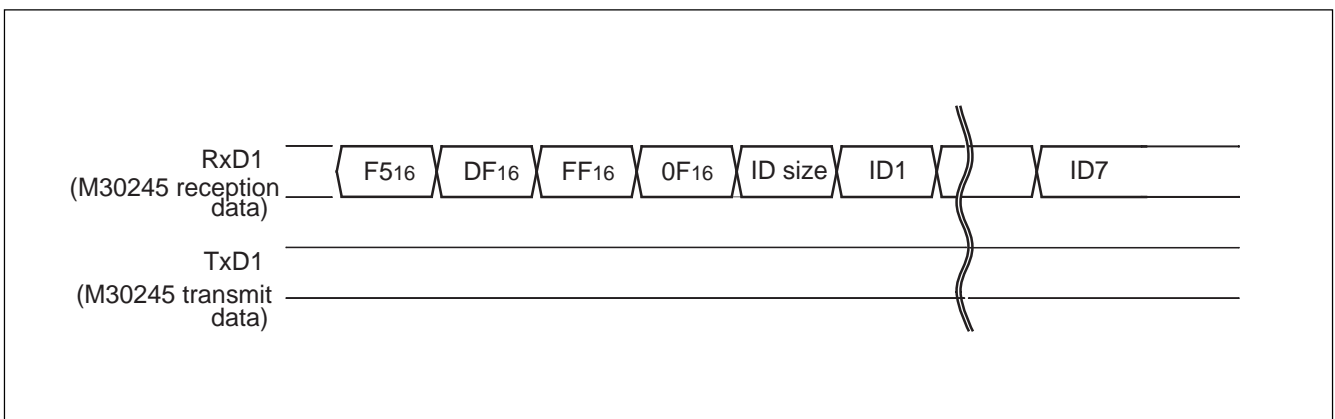 RxD1
(M30245 reception
data)
F516 DF16 FF16 0F16 ID size ID1 ID7
TxD1
(M30245 transmit
data)